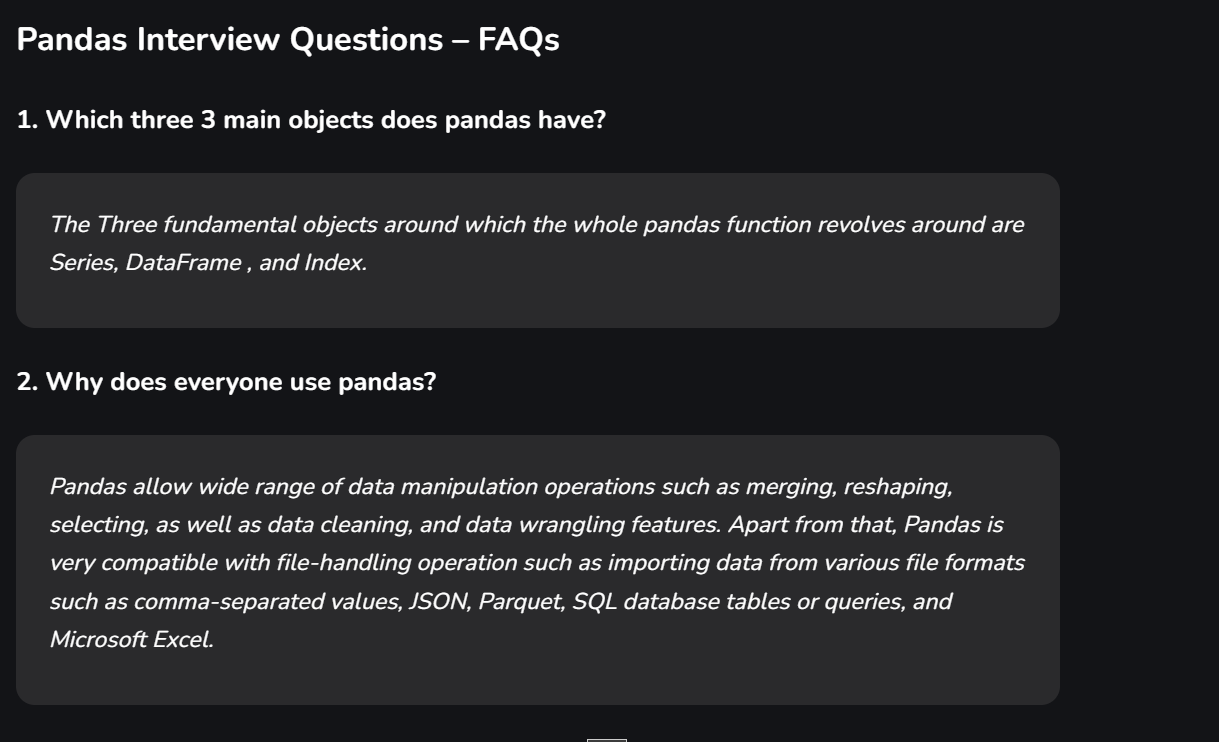 Pandas Interview Questions – FAQs
1. Which three 3 main objects does pandas have?
The Three fundamental objects around which the whole pandas function revolves around are
Series, DataFrame , and Index.
2. Why does everyone use pandas?
Pandas allow wide range of data manipulation operations such as merging, reshaping,
selecting, as well as data cleaning, and data wrangling features. Apart from that, Pandas is
very compatible with file-handling operation such as importing data from various file formats
such as comma-separated values, JSON, Parquet, SQL database tables or queries, and
Microsoft Excel.